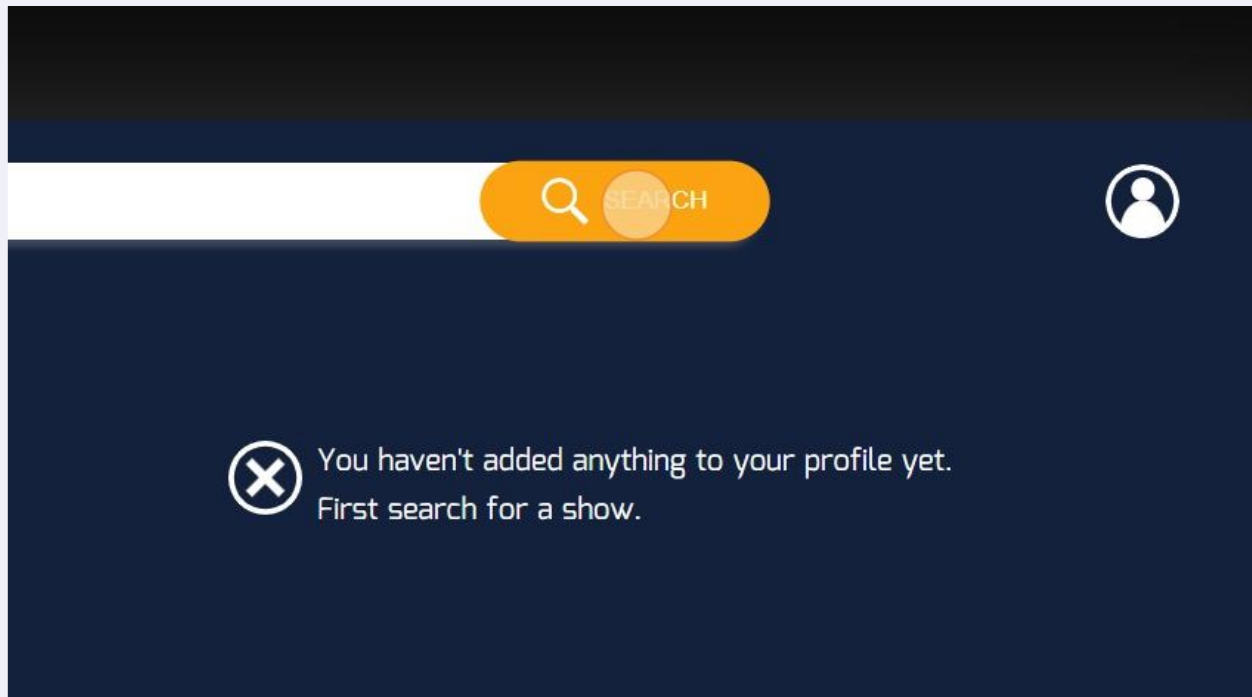 SEARCH
You haven't added anything to your profile yet.
First search for a show.